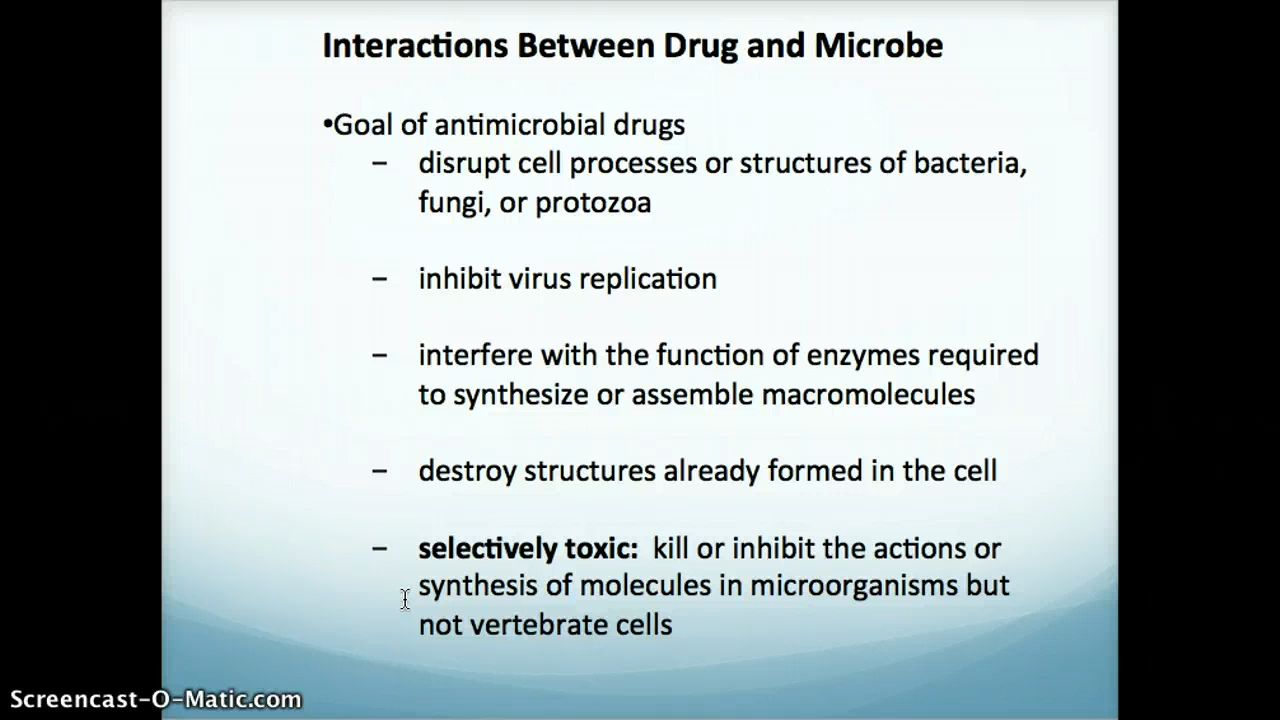 Interactions Between Drug and Microbe
•Goal of antimicrobial drugs
– disrupt cell processes or structures of bacteria,
fungi, or protozoa
– inhibit virus replication
– interfere with the function of enzymes required
to synthesize or assemble macromolecules
– destroy structures already formed in the cell
– selectively toxic: kill or inhibit the actions or
synthesis of molecules in microorganisms but
not vertebrate cells
Screencast-O-Matic.com